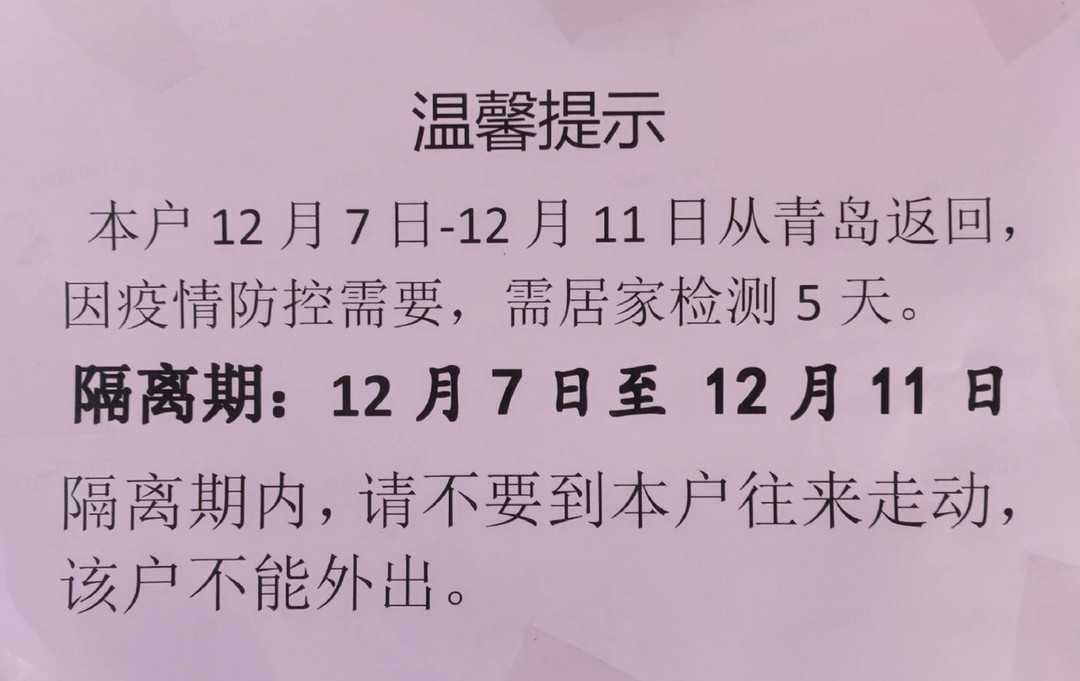 温馨提示
本户 12 月 7 日-12 月 11 日从青岛返回，
因疫情防控需要，需居家检测 5 天。
隔离期：12 月 7 日至 12 月 11 日
隔离期内，请不要到本户往来走动，
该户不能外出。